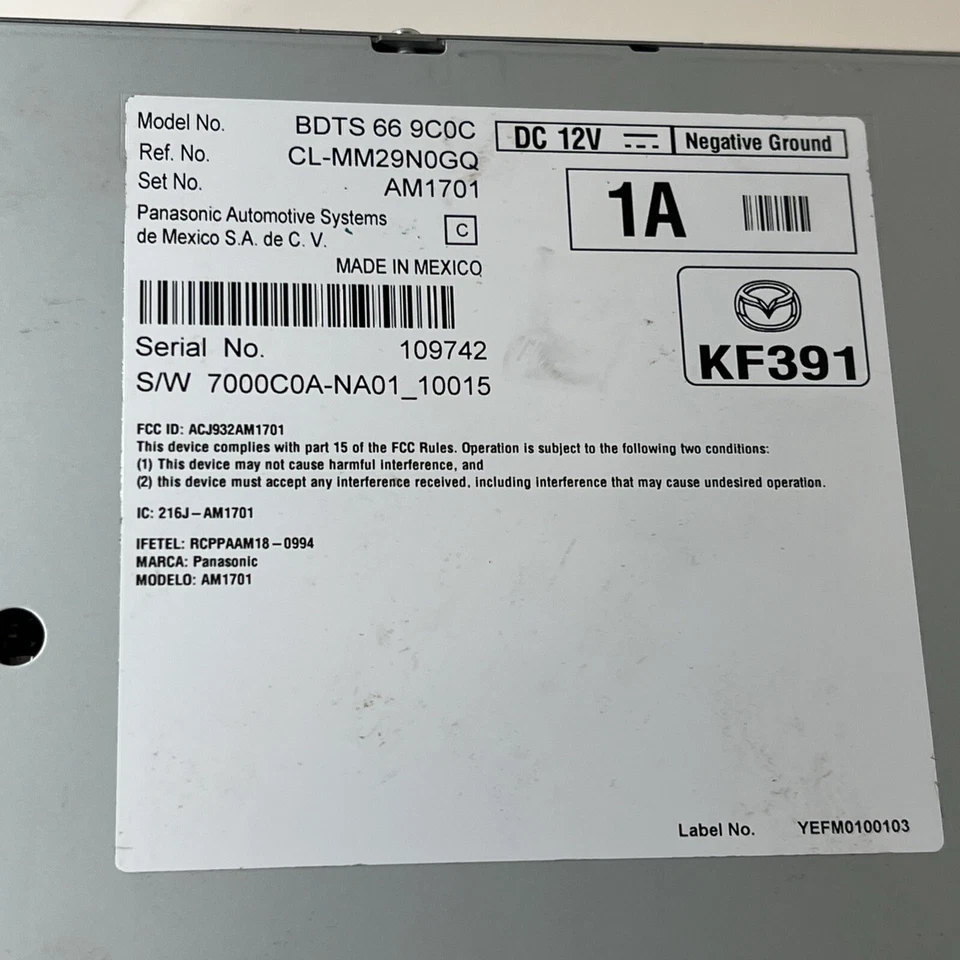 Model No. BDTS 66 9C0C
Ref. No. CL-MM29N0GQ
Set No. AM1701
Panasonic Automotive Systems
de Mexico S.A. de C. V.
C
MADE IN MEXICO
DC 12V Negative Ground
1A
KF391
Serial No. 109742
S/W 7000C0A-NA01_10015
FCC ID: ACJ932AM1701
This device complies with part 15 of the FCC Rules. Operation is subject to the following two conditions:
(1) This device may not cause harmful interference, and
(2) this device must accept any interference received, including interference that may cause undesired operation.
IC: 216J-AM1701
IFETEL: RCPPAAM18-0994
MARCA: Panasonic
MODELO: AM1701
Label No. YEFM0100103